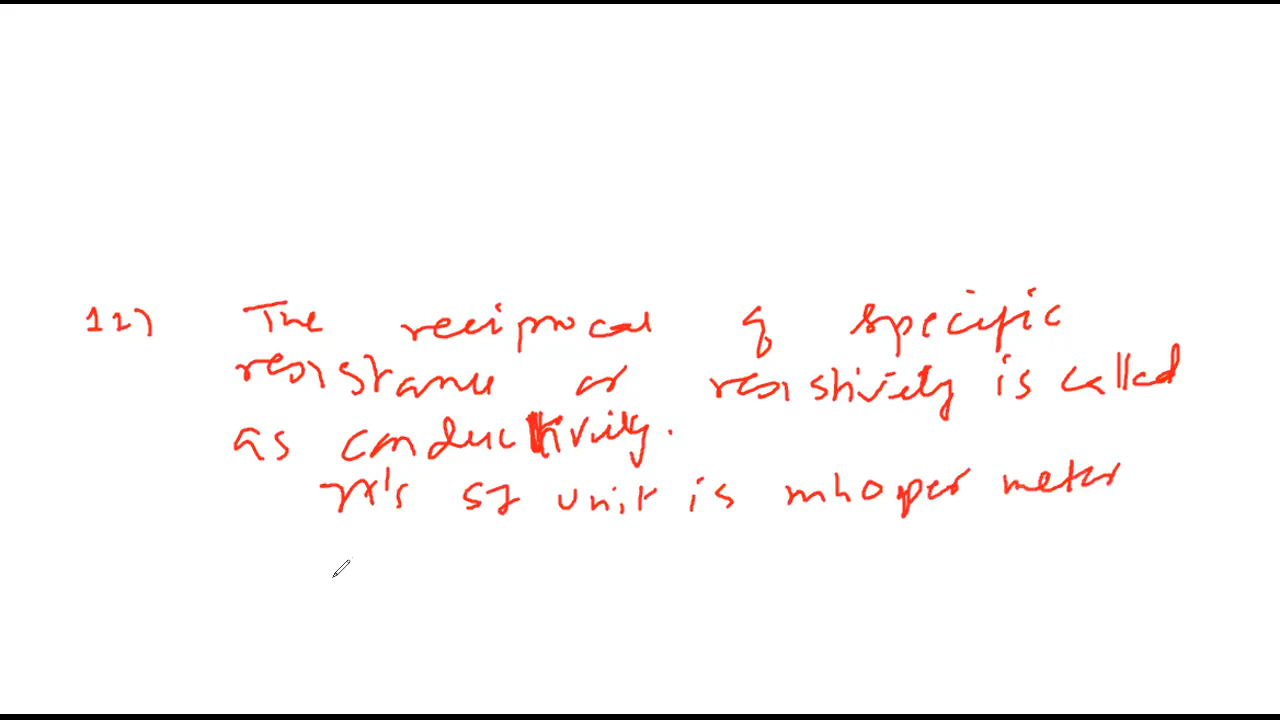 12) The reciprocal of specific
resistance or resistivity is called
as conductivity.
It's SI unit is mho per meter